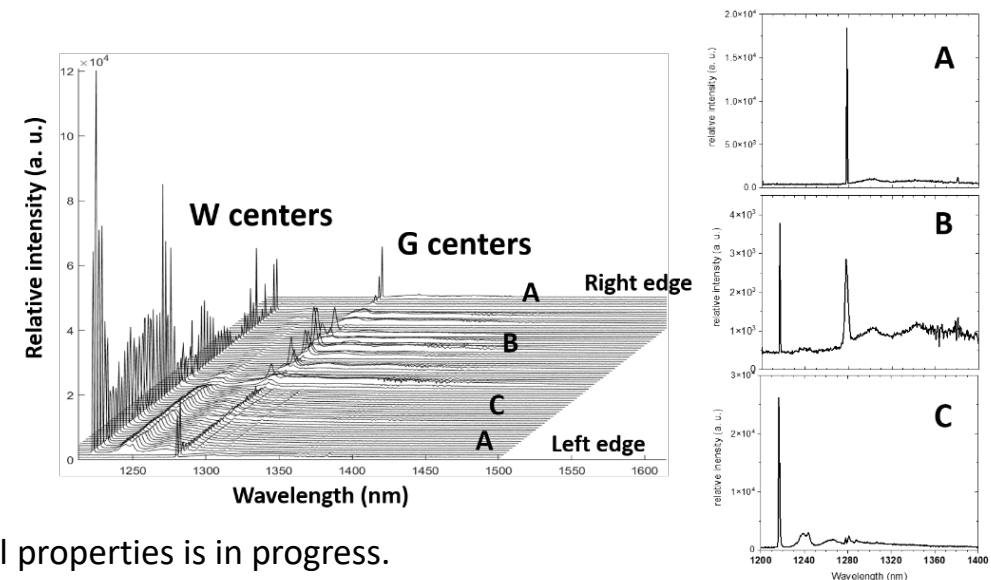 × 10⁴
12
10
8
6
4
2
0
Relative intensity (a. u.)
W centers
G centers
Right edge
A
B
C
A
Left edge
1250 1300 1350 1400 1450 1500 1550 1600
Wavelength (nm)
l properties is in progress.
A
2.0×10⁴
1.5×10⁴
1.0×10⁴
5.0×10³
0.0
relative intensity (a. u.)
B
4×10³
3×10³
2×10³
1×10³
0
relative intensity (a. u.)
C
3×10⁴
2×10⁴
1×10⁴
0
relative inensity (a. u.)
1200 1240 1280 1320 1360 1400
Wavelength (nm)